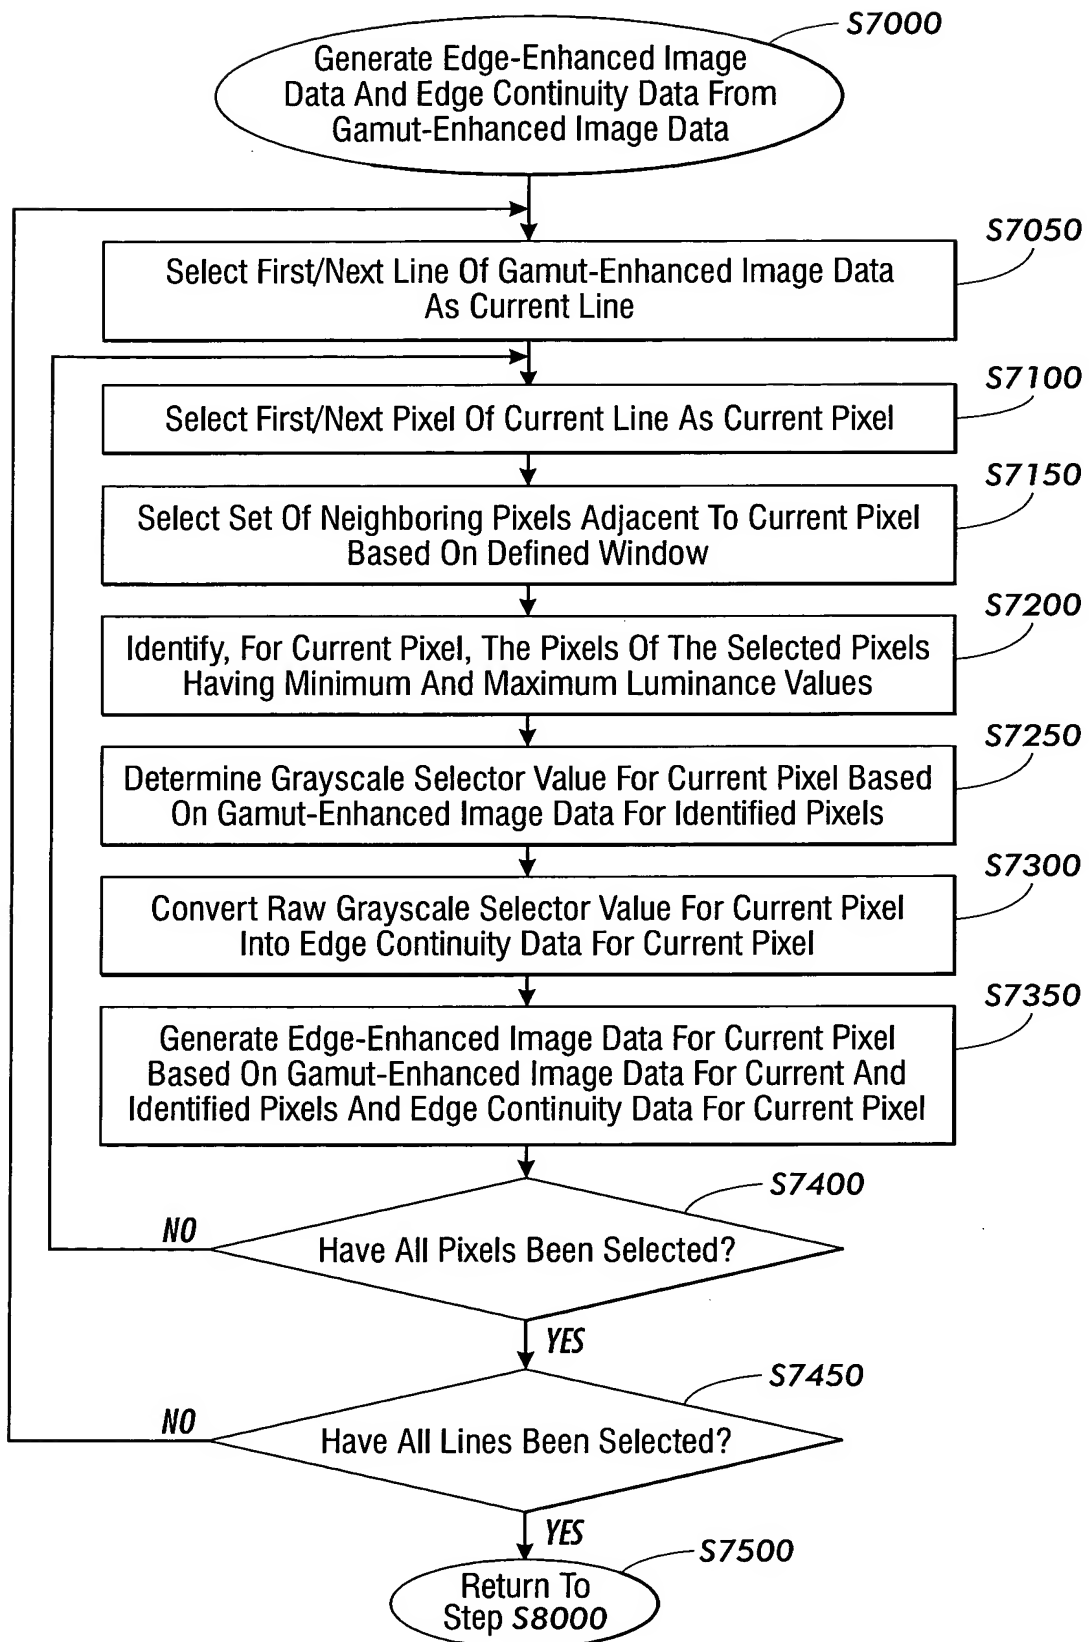 S7000
Generate Edge-Enhanced Image
Data And Edge Continuity Data From
Gamut-Enhanced Image Data
S7050
Select First/Next Line Of Gamut-Enhanced Image Data
As Current Line
S7100
Select First/Next Pixel Of Current Line As Current Pixel
S7150
Select Set Of Neighboring Pixels Adjacent To Current Pixel
Based On Defined Window
S7200
Identify, For Current Pixel, The Pixels Of The Selected Pixels
Having Minimum And Maximum Luminance Values
S7250
Determine Grayscale Selector Value For Current Pixel Based
On Gamut-Enhanced Image Data For Identified Pixels
S7300
Convert Raw Grayscale Selector Value For Current Pixel
Into Edge Continuity Data For Current Pixel
S7350
Generate Edge-Enhanced Image Data For Current Pixel
Based On Gamut-Enhanced Image Data For Current And
Identified Pixels And Edge Continuity Data For Current Pixel
S7400
NO
Have All Pixels Been Selected?
YES
S7450
NO
Have All Lines Been Selected?
YES
S7500
Return To
Step S8000